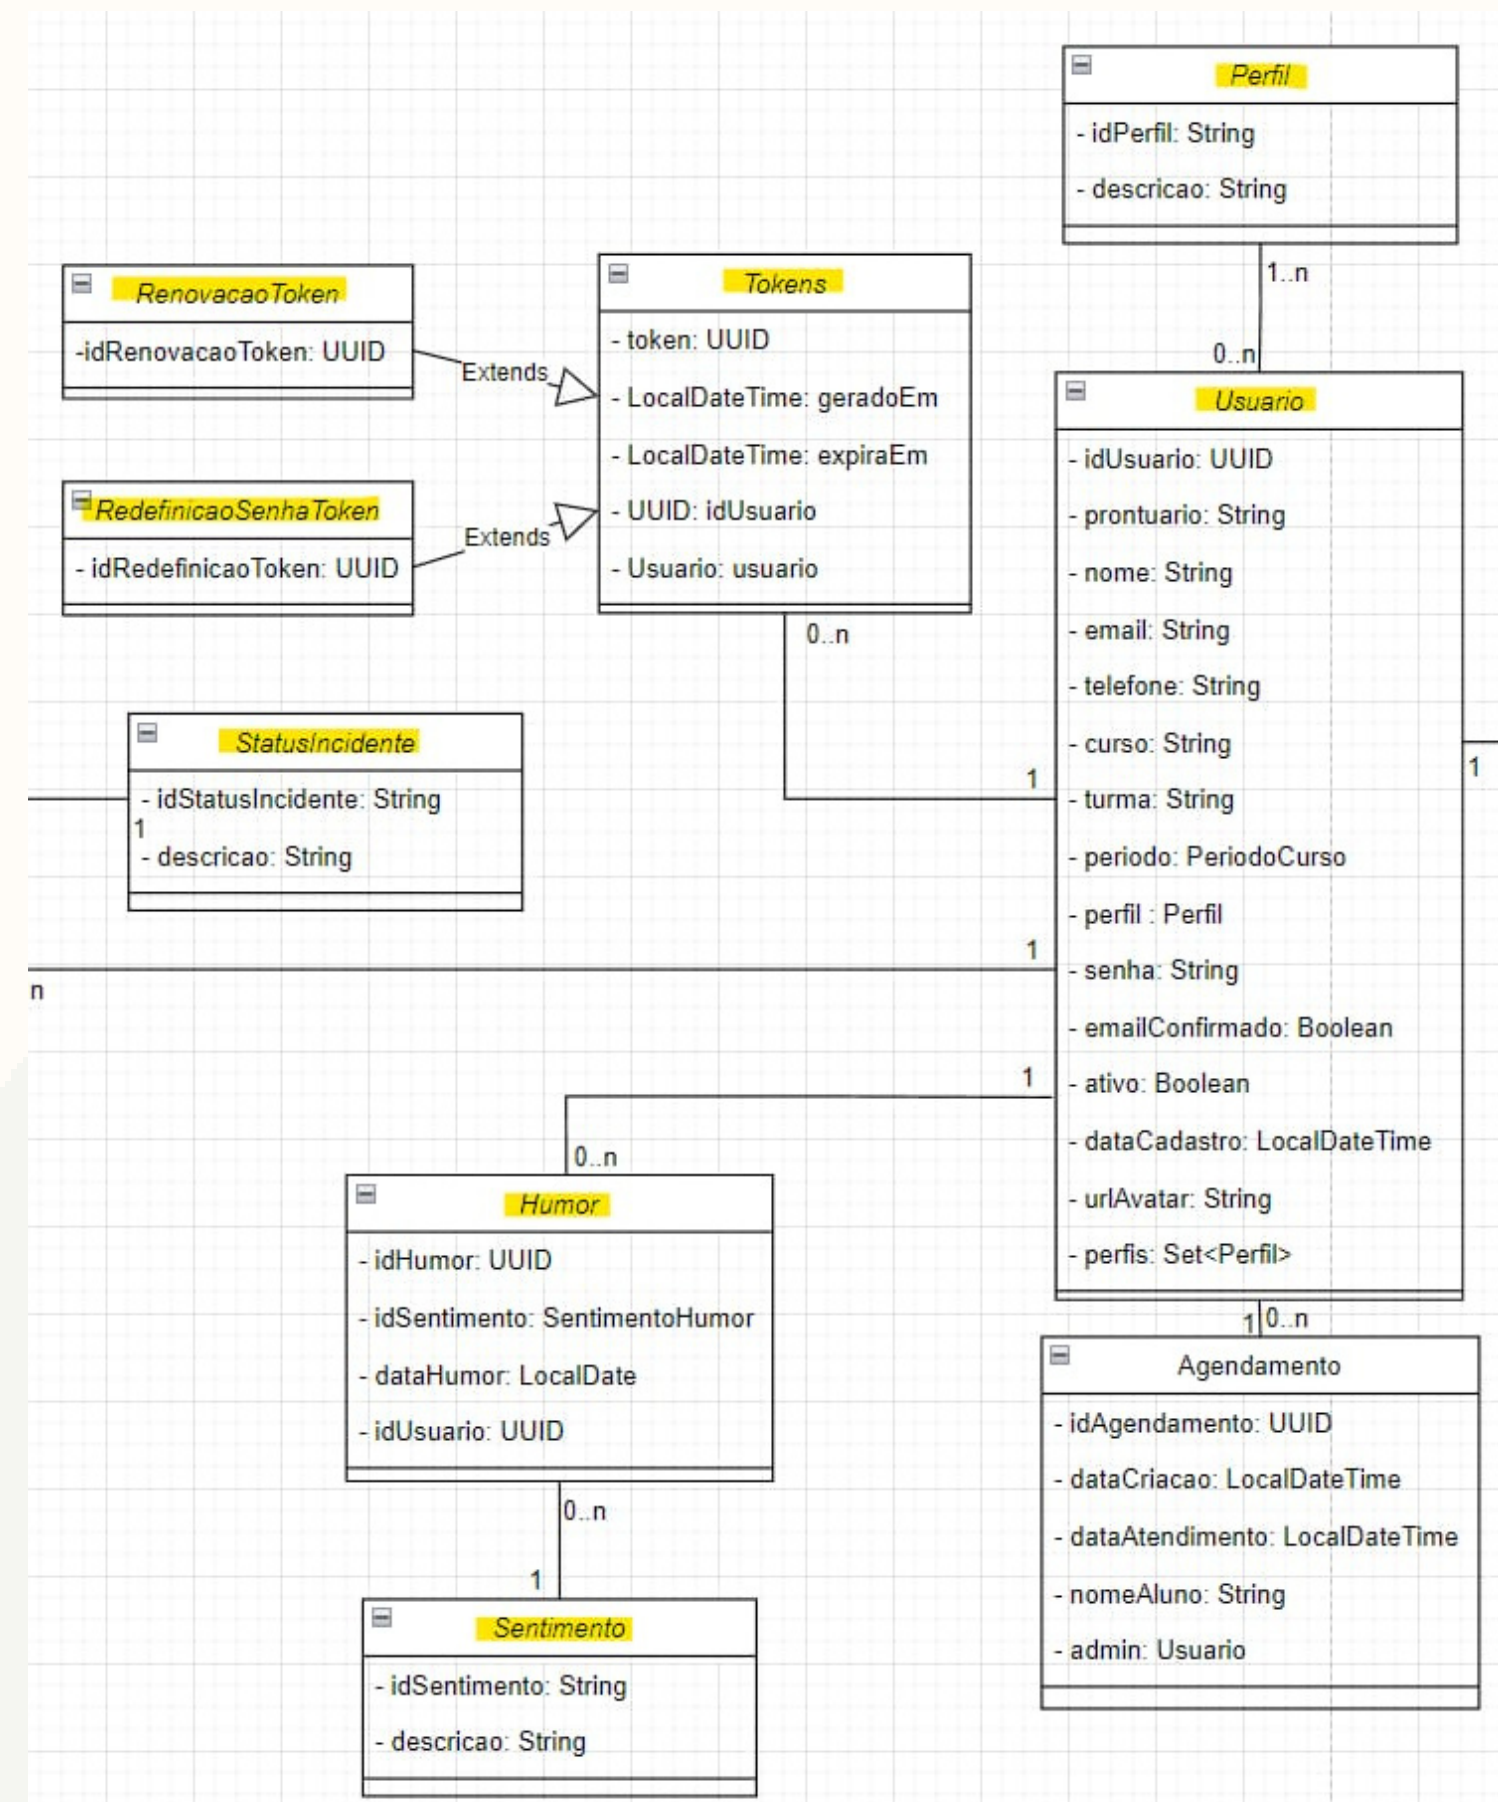 Perfil
- idPerfil: String
- descricao: String
1..n
0..n
RenovacaoToken
-idRenovacaoToken: UUID
Extends
RedefinicaoSenhaToken
- idRedefinicaoToken: UUID
Extends
Tokens
- token: UUID
- LocalDateTime: geradoEm
- LocalDateTime: expiraEm
- UUID: idUsuario
- Usuario: usuario
0..n
1
Usuario
- idUsuario: UUID
- prontuario: String
- nome: String
- email: String
- telefone: String
- curso: String
- turma: String
- periodo: PeriodoCurso
- perfil : Perfil
- senha: String
- emailConfirmado: Boolean
- ativo: Boolean
- dataCadastro: LocalDateTime
- urlAvatar: String
- perfis: Set<Perfil>
1
StatusIncidente
- idStatusIncidente: String
1
- descricao: String
1
n
1
0..n
Humor
- idHumor: UUID
- idSentimento: SentimentoHumor
- dataHumor: LocalDate
- idUsuario: UUID
0..n
1
Sentimento
- idSentimento: String
- descricao: String
1
0..n
Agendamento
- idAgendamento: UUID
- dataCriacao: LocalDateTime
- dataAtendimento: LocalDateTime
- nomeAluno: String
- admin: Usuario